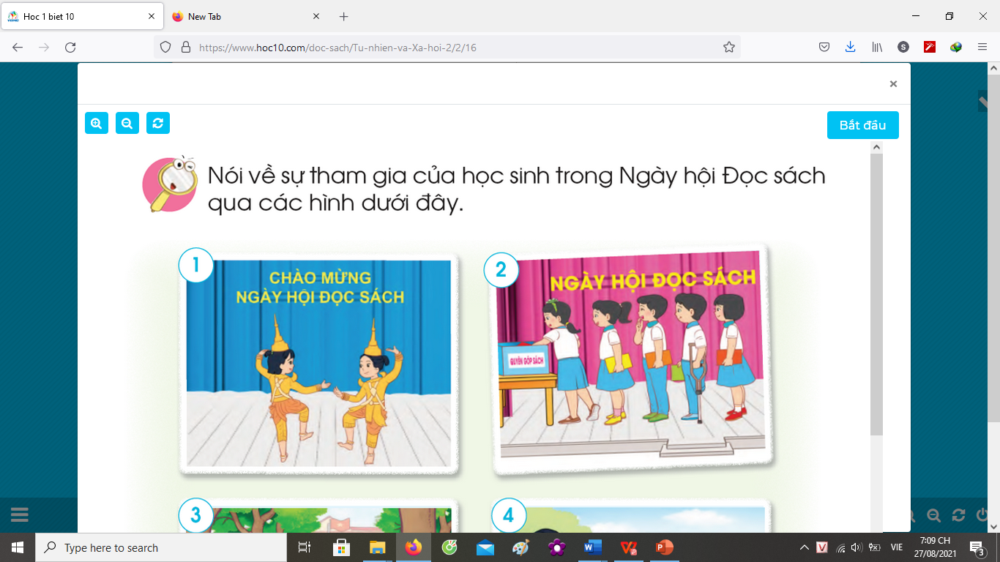 Hoc 1 biet 10
New Tab
https://www.hoc10.com/doc-sach/Tu-nhien-va-Xa-hoi-2/2/16
S
Bắt đầu
Nói về sự tham gia của học sinh trong Ngày hội Đọc sách
qua các hình dưới đây.
1
CHÀO MỪNG
NGÀY HỘI ĐỌC SÁCH
2
NGÀY HỘI ĐỌC SÁCH
QUYÊN GÓP SÁCH
3
4
Type here to search
V
VIE
7:09 CH
27/08/2021
3